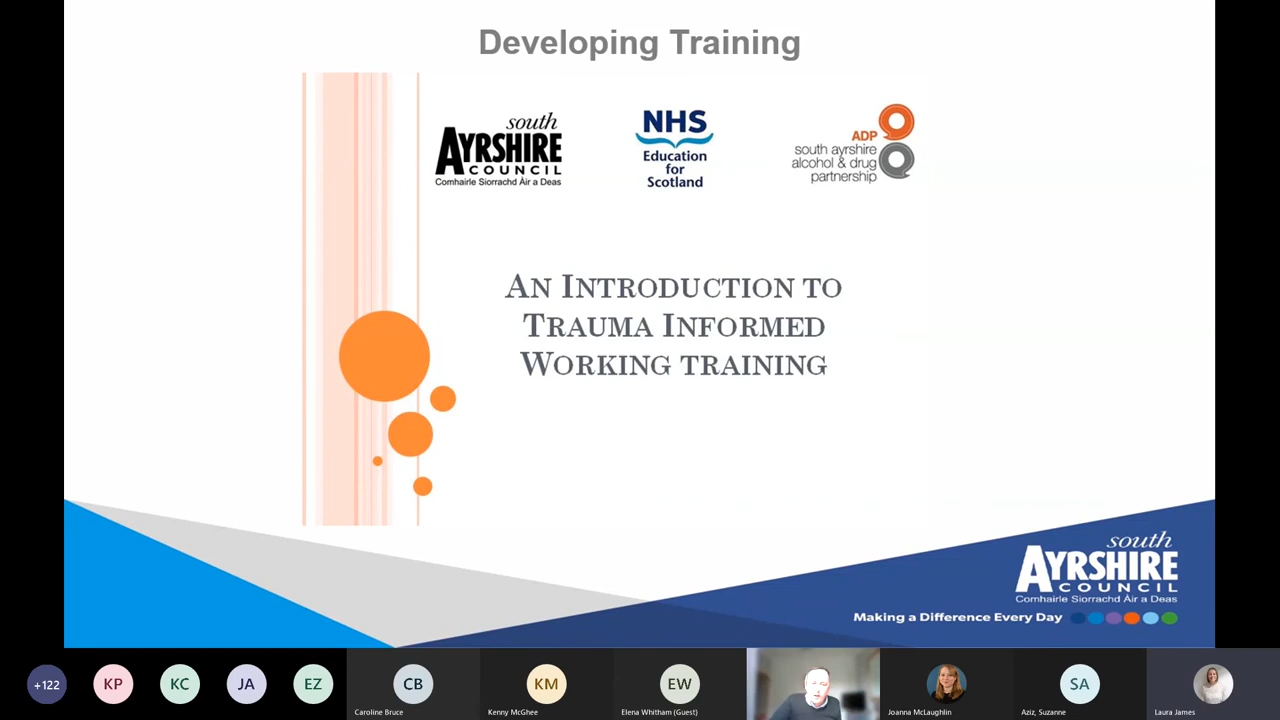 Developing Training
south
AYRSHIRE
COUNCIL
Comhairle Siorrachd Àir a Deas
NHS
Education
for
Scotland
ADP
south ayrshire
alcohol & drug
partnership
AN INTRODUCTION TO
TRAUMA INFORMED
WORKING TRAINING
south
AYRSHIRE
COUNCIL
Comhairle Siorrachd Àir a Deas
Making a Difference Every Day
+122
KP
KC
JA
EZ
CB
Caroline Bruce
KM
Kenny McGhee
EW
Elena Whitham (Guest)
Joanna McLaughlin
SA
Aziz, Suzanne
Laura James